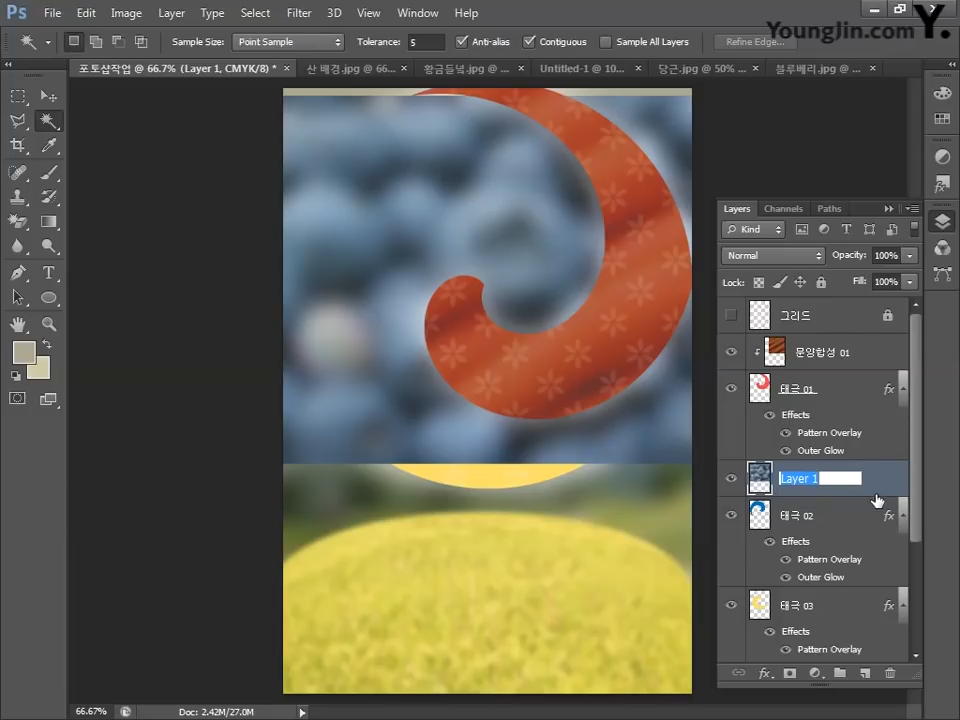 Ps File Edit Image Layer Type Select Filter 3D View Window Help
YoungJin.com Y.
Sample Size: Point Sample Tolerance: 5 Anti-alias Contiguous Sample All Layers Refine Edge...
포토샵작업 @ 66.7% (Layer 1, CMYK/8) * × 산 배경.jpg @ 66... × 황금들녘.jpg @ ... × Untitled-1 @ 10... × 당근.jpg @ 50% ... × 블루베리.jpg @ ... ×
Layers Channels Paths
Kind
Normal Opacity: 100%
Lock: Fill: 100%
그리드
문양합성 01
태극 01 fx
Effects
Pattern Overlay
Outer Glow
Layer 1
태극 02 fx
Effects
Pattern Overlay
Outer Glow
태극 03 fx
Effects
Pattern Overlay
66.67% Doc: 2.42M/27.0M